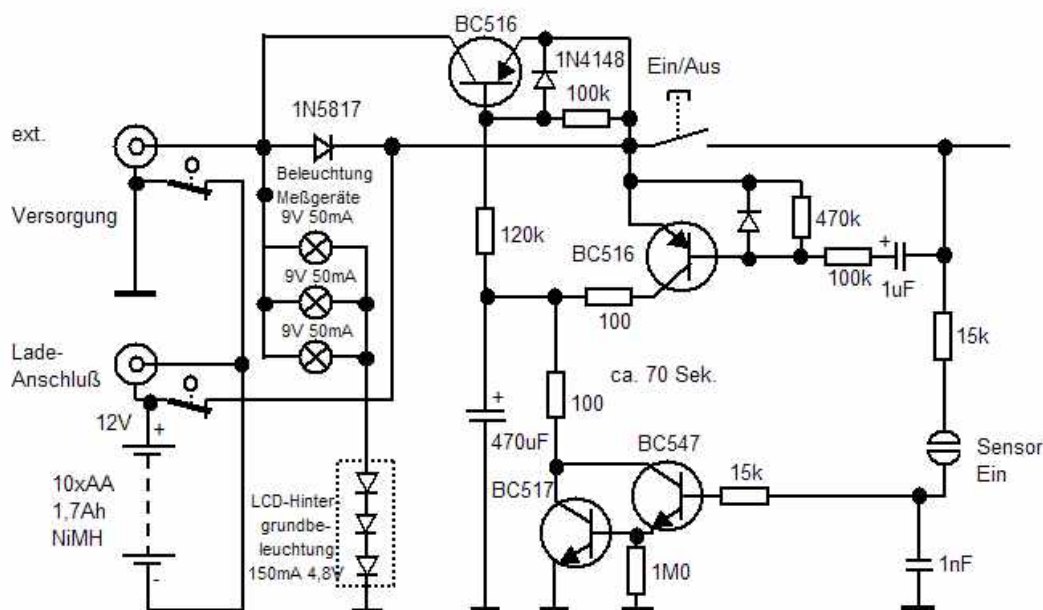 BC516
1N4148
Ein/Aus
100k
1N5817
ext.
Beleuchtung
Meßgeräte
Versorgung
9V 50mA
120k
BC516
470k
+
100k
1uF
9V 50mA
100
15k
9V 50mA
Lade-
Anschluß
ca. 70 Sek.
+
100
12V
+
470uF
BC547
Sensor
Ein
10xAA
1,7Ah
NiMH
LCD-Hinter-
grundbe-
leuchtung
150mA 4,8V
BC517
15k
-
1M0
1nF